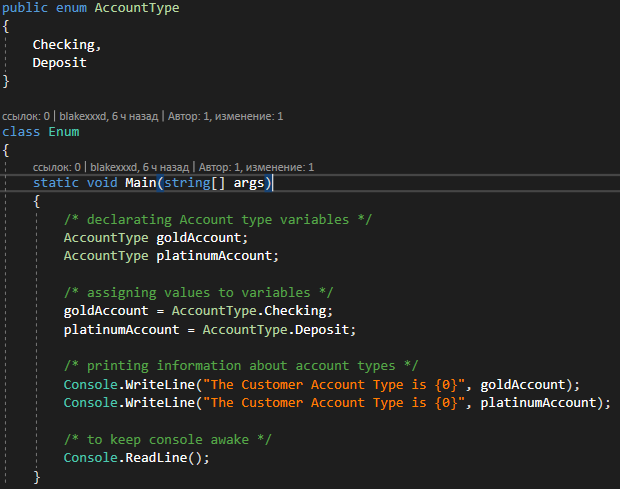 public enum AccountType
{
    Checking,
    Deposit
}
ссылок: 0 | blakexxxd, 6 ч назад | Автор: 1, изменение: 1
class Enum
{
    ссылок: 0 | blakexxxd, 6 ч назад | Автор: 1, изменение: 1
    static void Main(string[] args)
    {
        /* declarating Account type variables */
        AccountType goldAccount;
        AccountType platinumAccount;

        /* assigning values to variables */
        goldAccount = AccountType.Checking;
        platinumAccount = AccountType.Deposit;

        /* printing information about account types */
        Console.WriteLine("The Customer Account Type is {0}", goldAccount);
        Console.WriteLine("The Customer Account Type is {0}", platinumAccount);

        /* to keep console awake */
        Console.ReadLine();
    }